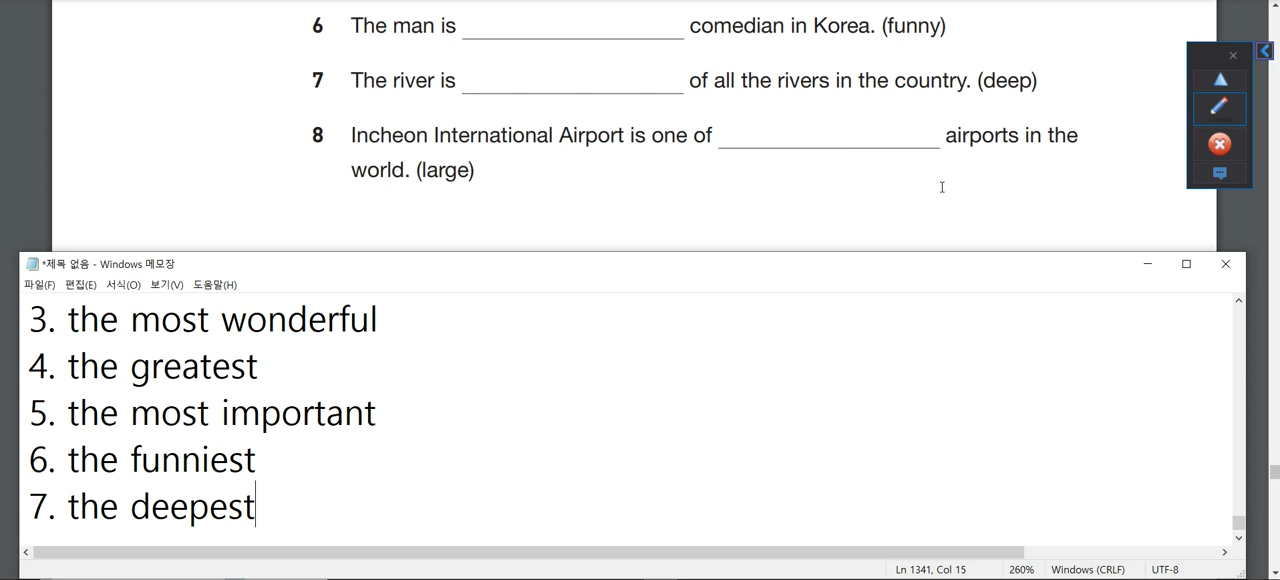 6 The man is ____________ comedian in Korea. (funny)
7 The river is ____________ of all the rivers in the country. (deep)
8 Incheon International Airport is one of ____________ airports in the
world. (large)
*제목 없음 - Windows 메모장
파일(F) 편집(E) 서식(O) 보기(V) 도움말(H)
3. the most wonderful
4. the greatest
5. the most important
6. the funniest
7. the deepest
Ln 1341, Col 15 260% Windows (CRLF) UTF-8